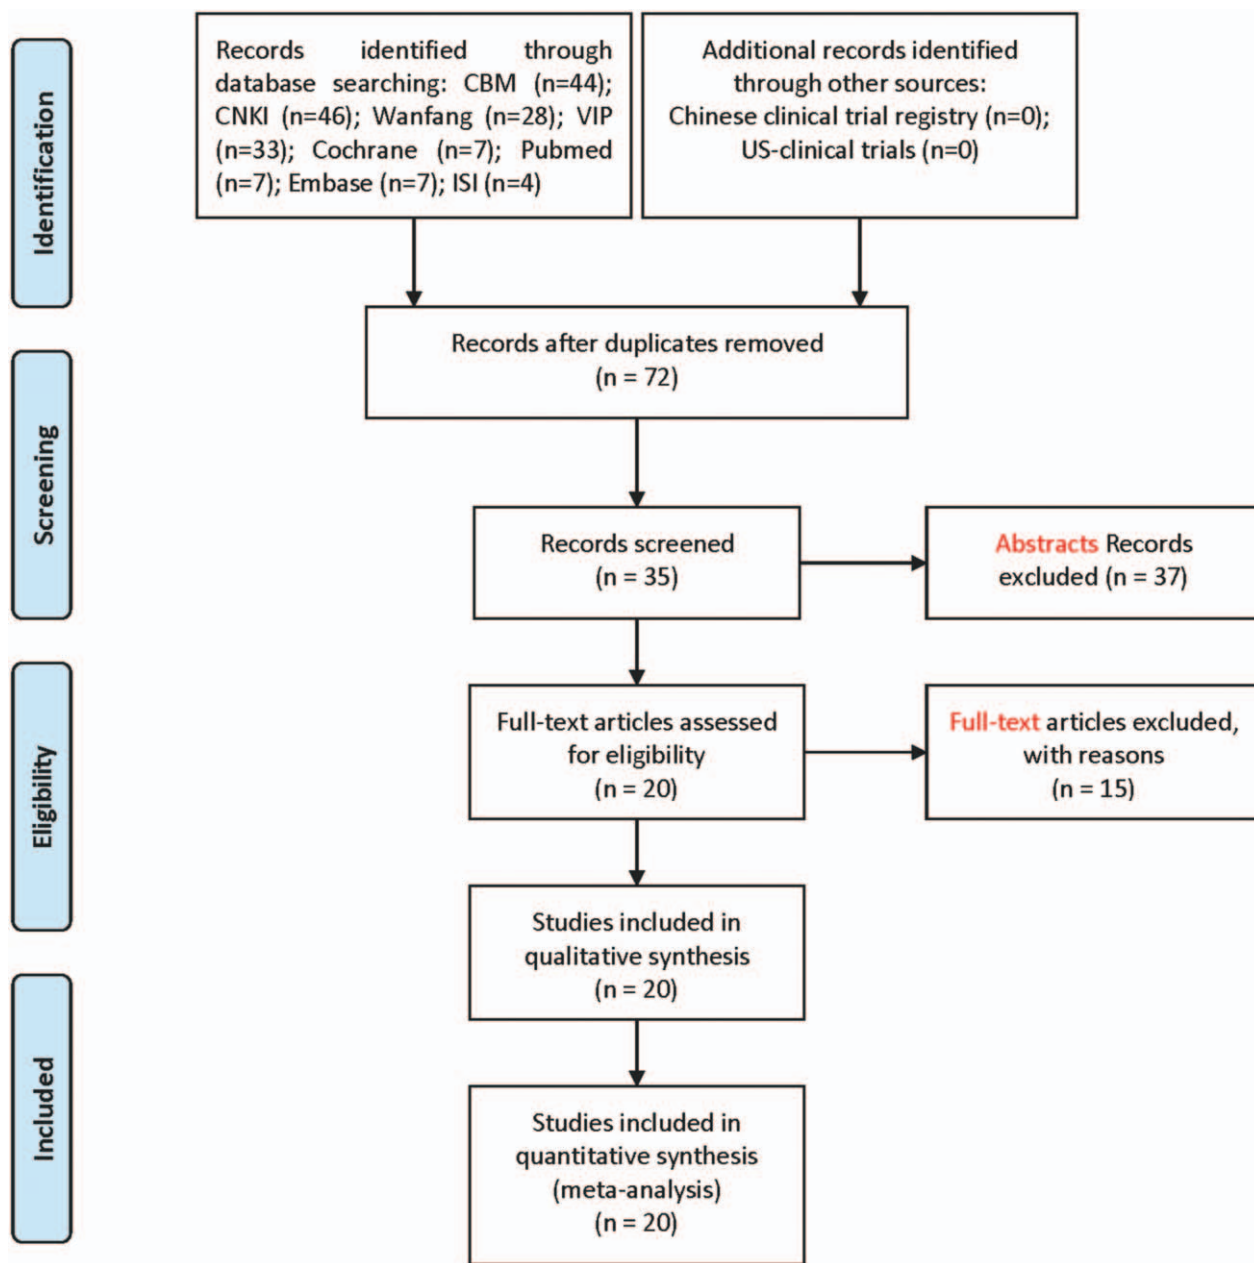 Identification
Records identified through
database searching: CBM (n=44);
CNKI (n=46); Wanfang (n=28); VIP
(n=33); Cochrane (n=7); Pubmed
(n=7); Embase (n=7); ISI (n=4)
Additional records identified
through other sources:
Chinese clinical trial registry (n=0);
US-clinical trials (n=0)
Records after duplicates removed
(n = 72)
Screening
Records screened
(n = 35)
Abstracts Records
excluded (n = 37)
Eligibility
Full-text articles assessed
for eligibility
(n = 20)
Full-text articles excluded,
with reasons
(n = 15)
Studies included in
qualitative synthesis
(n = 20)
Included
Studies included in
quantitative synthesis
(meta-analysis)
(n = 20)